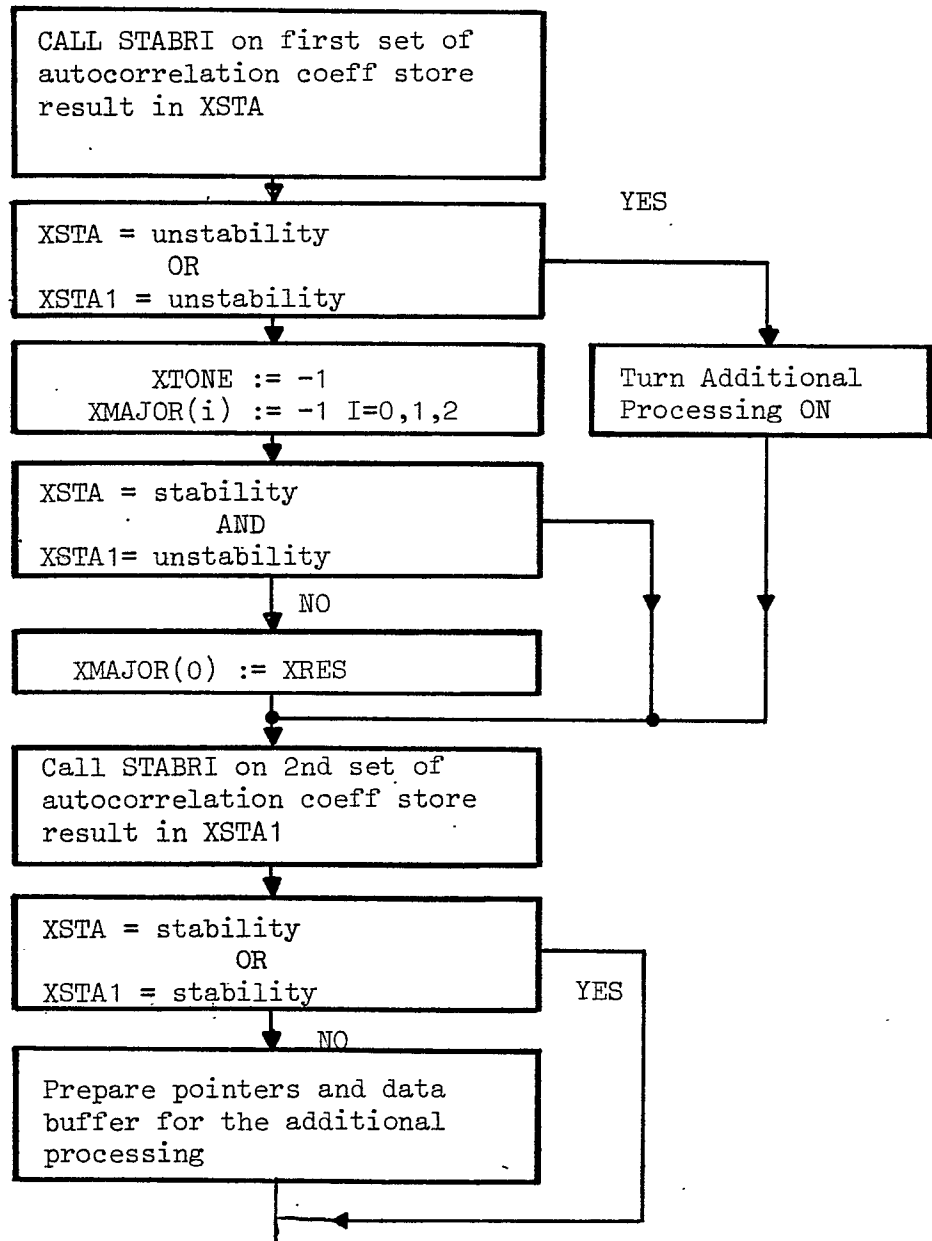 CALL STABRI on first set of
autocorrelation coeff store
result in XSTA
YES
XSTA = unstability
OR
XSTA1 = unstability
XTONE := -1
XMAJOR(i) := -1 I=0,1,2
Turn Additional
Processing ON
XSTA = stability
AND
XSTA1= unstability
NO
XMAJOR(0) := XRES
Call STABRI on 2nd set of
autocorrelation coeff store
result in XSTA1
XSTA = stability
OR
XSTA1 = stability
YES
NO
Prepare pointers and data
buffer for the additional
processing